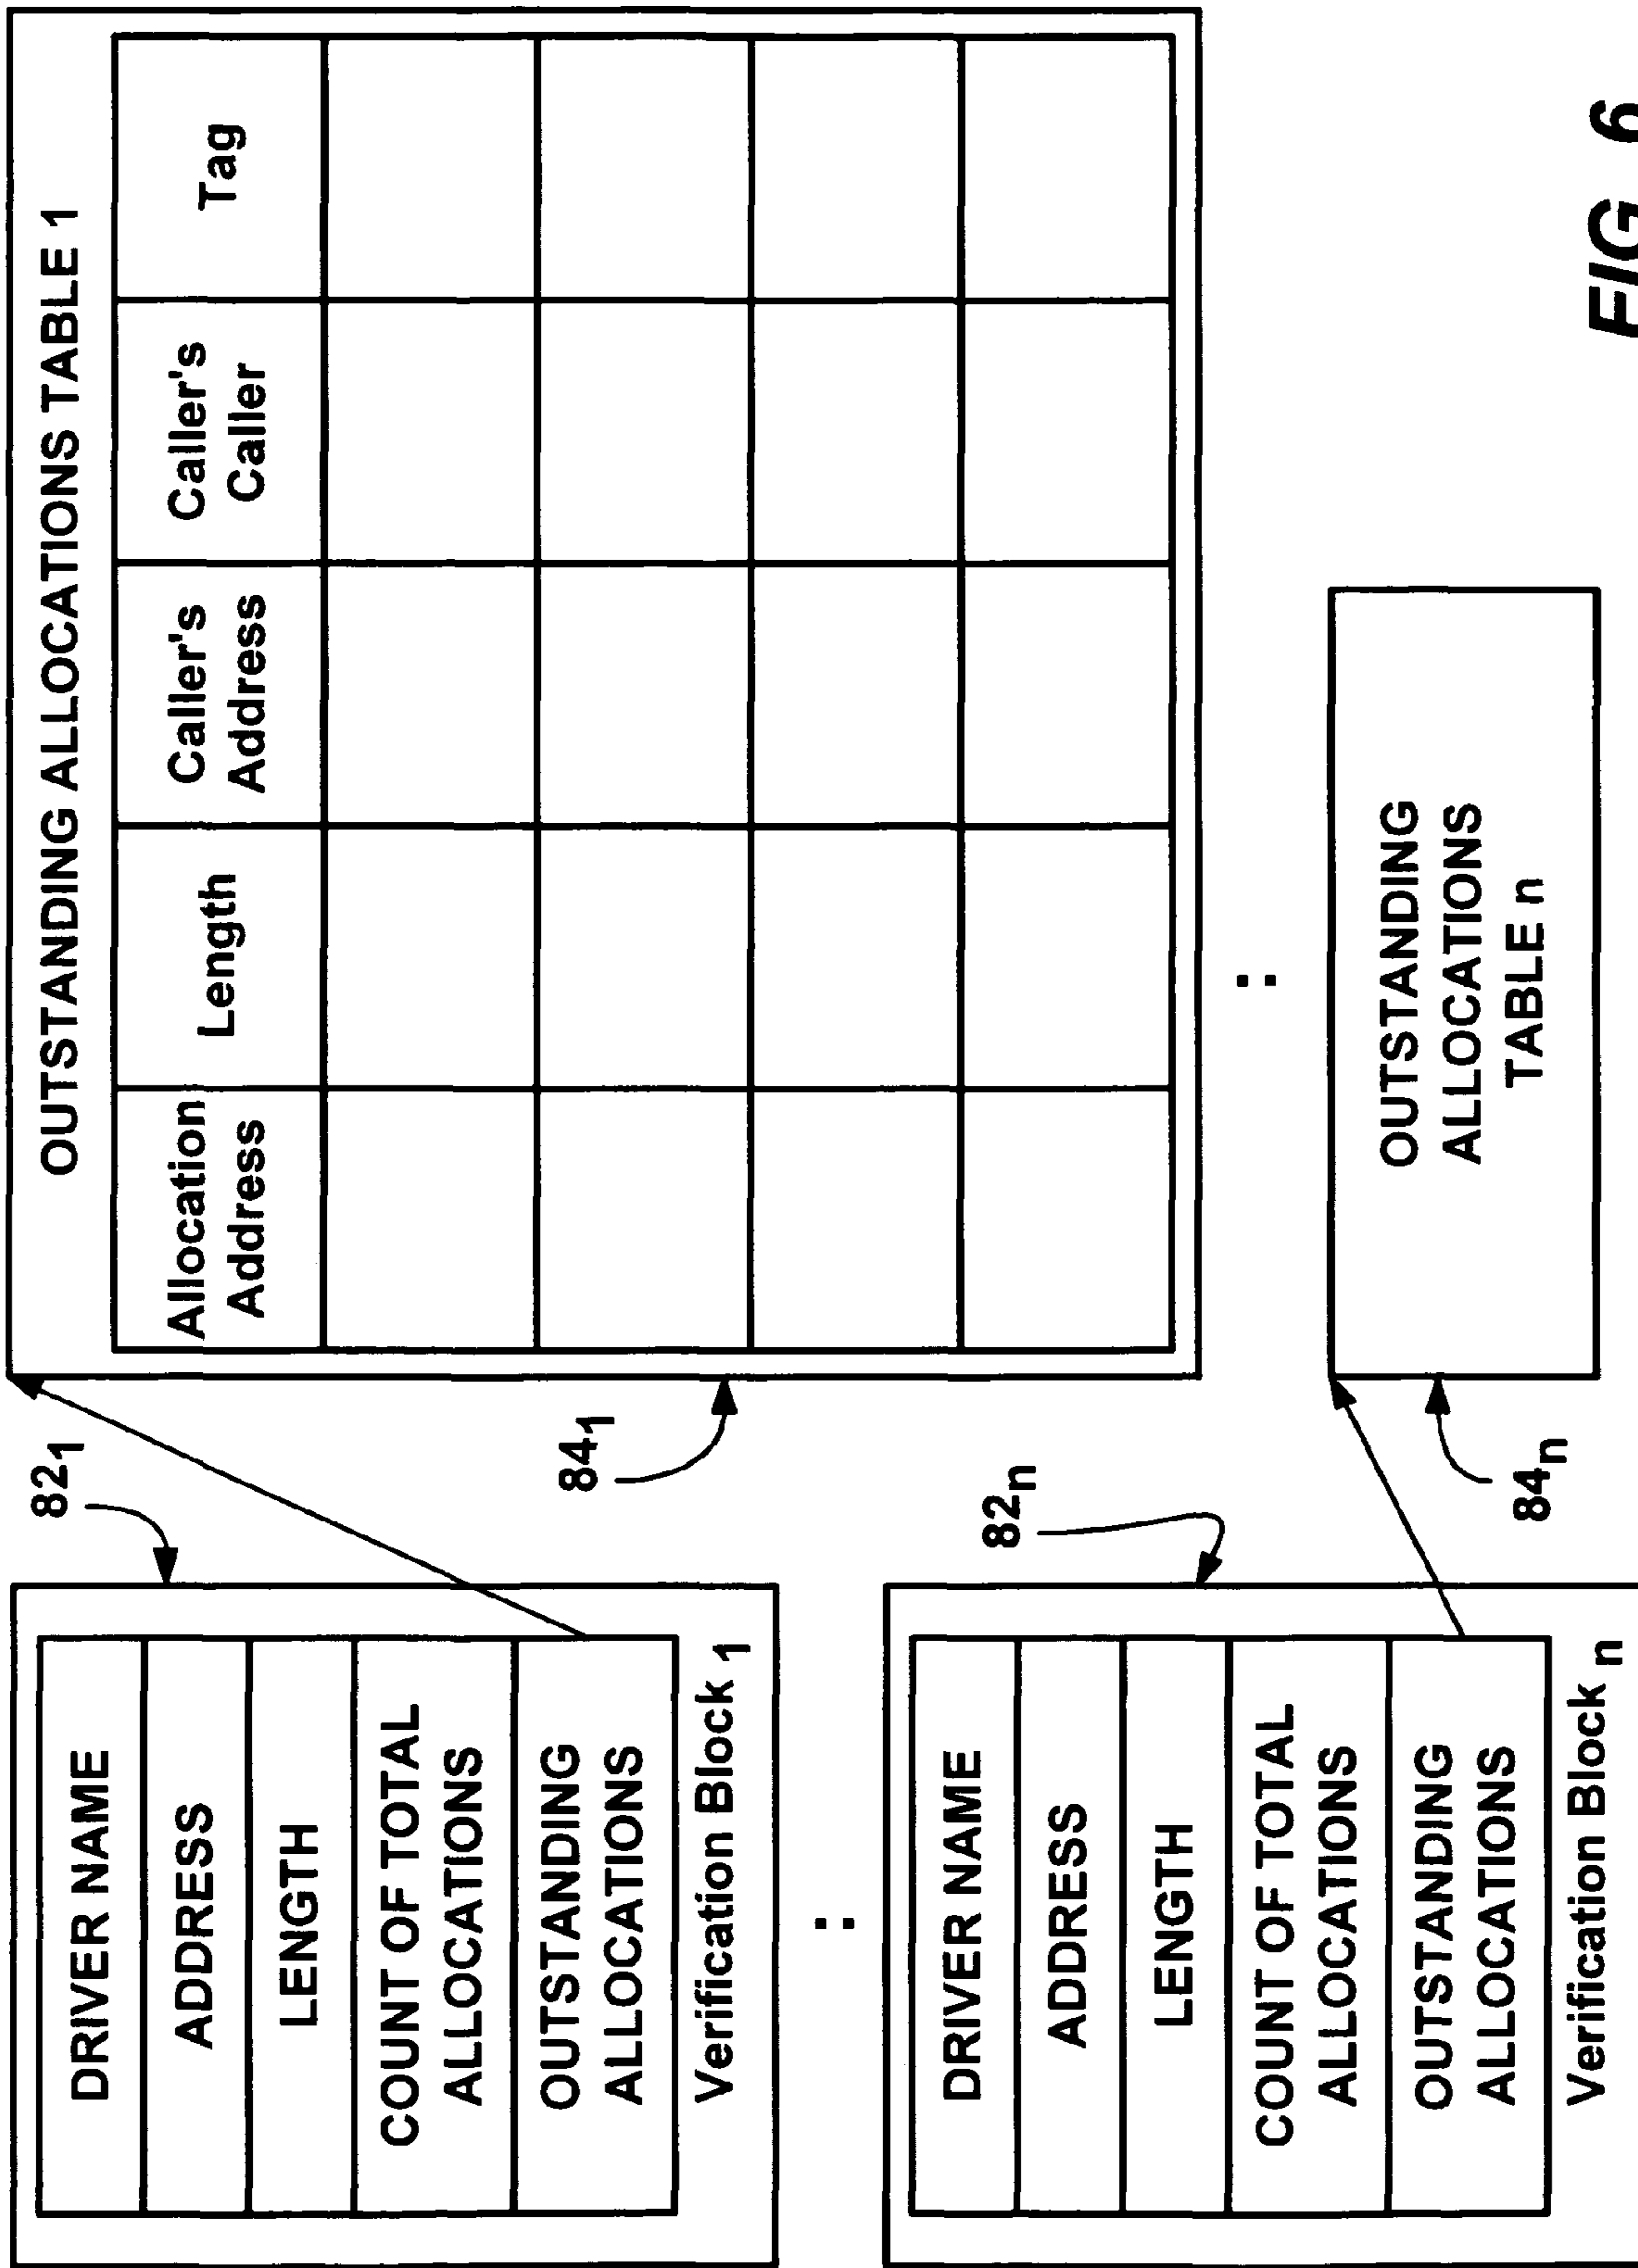 82₁
DRIVER NAME
ADDRESS
LENGTH
COUNT OF TOTAL
ALLOCATIONS
OUTSTANDING
ALLOCATIONS
Verification Block ₁
:
82ₙ
DRIVER NAME
ADDRESS
LENGTH
COUNT OF TOTAL
ALLOCATIONS
OUTSTANDING
ALLOCATIONS
Verification Block ₙ
OUTSTANDING ALLOCATIONS TABLE 1
Allocation
Address
Length
Caller's
Address
Caller's
Caller
Tag
84₁
:
OUTSTANDING
ALLOCATIONS
TABLE n
84ₙ
FIG 6